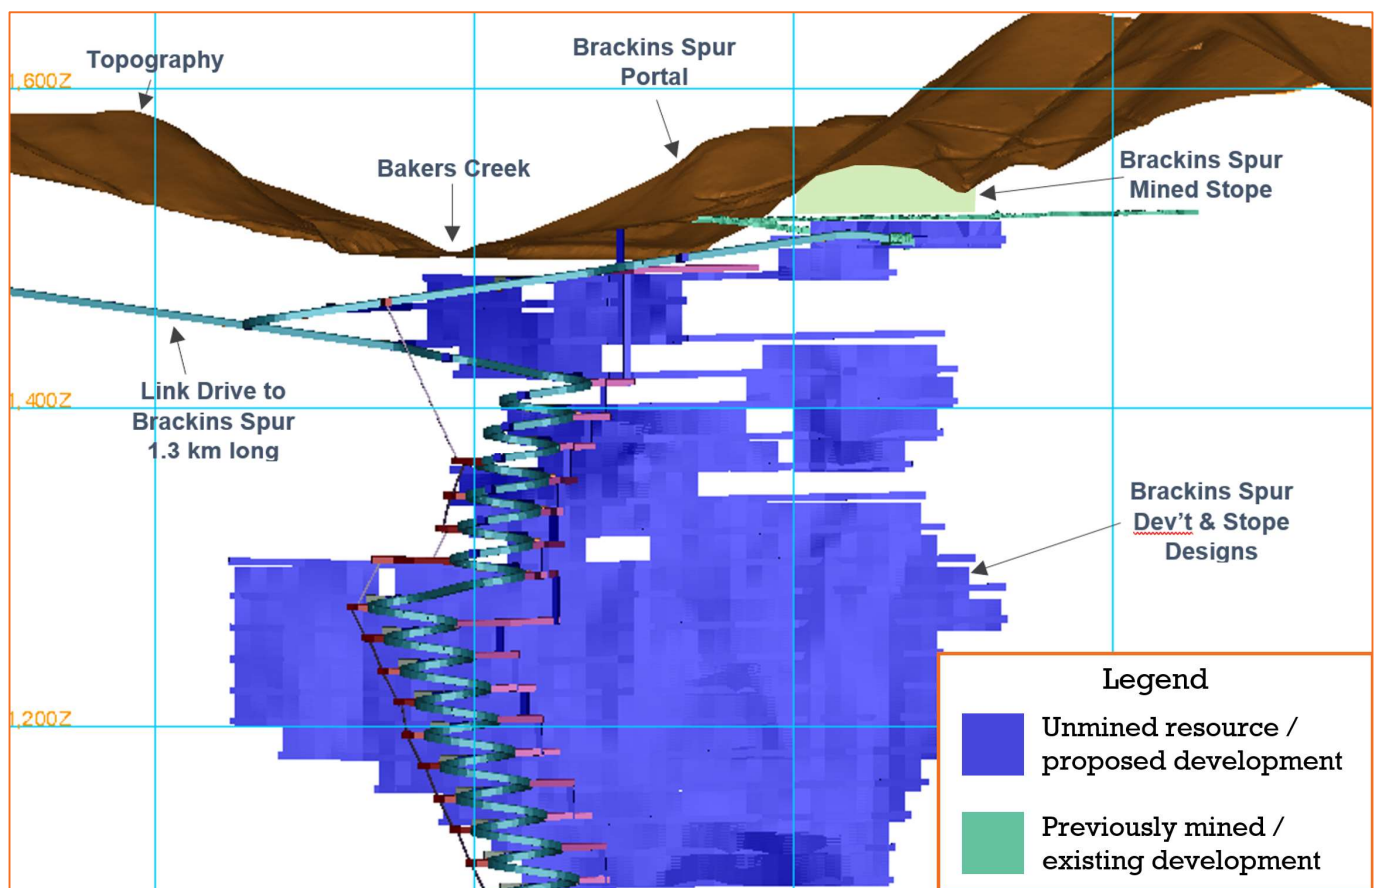 Topography
Brackins Spur
Portal
1,600Z
Bakers Creek
Brackins Spur
Mined Stope
Link Drive to
Brackins Spur
1.3 km long
1,400Z
Brackins Spur
Dev't & Stope
Designs
1,200Z
Legend
Unmined resource /
proposed development
Previously mined /
existing development